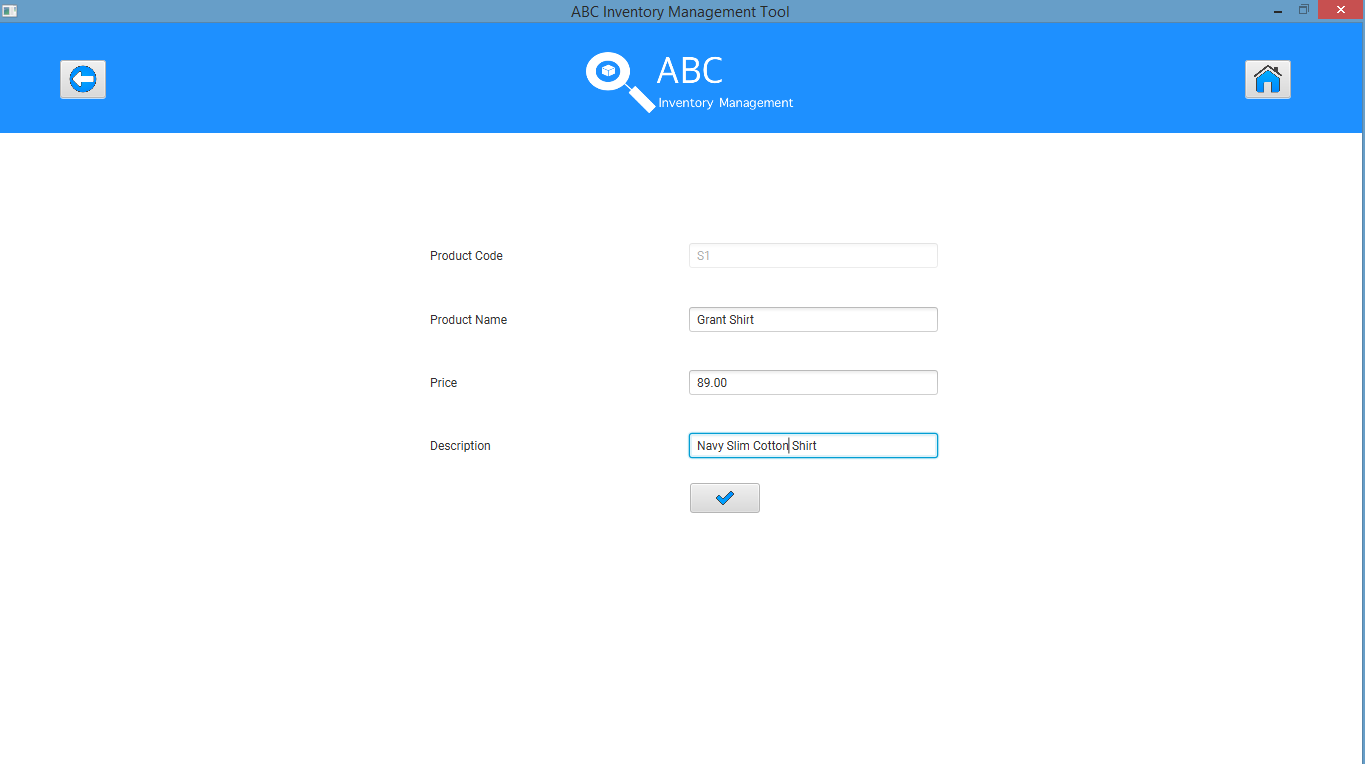 ABC Inventory Management Tool
ABC
Inventory Management
Product Code S1
Product Name Grant Shirt
Price 89.00
Description Navy Slim Cotton Shirt